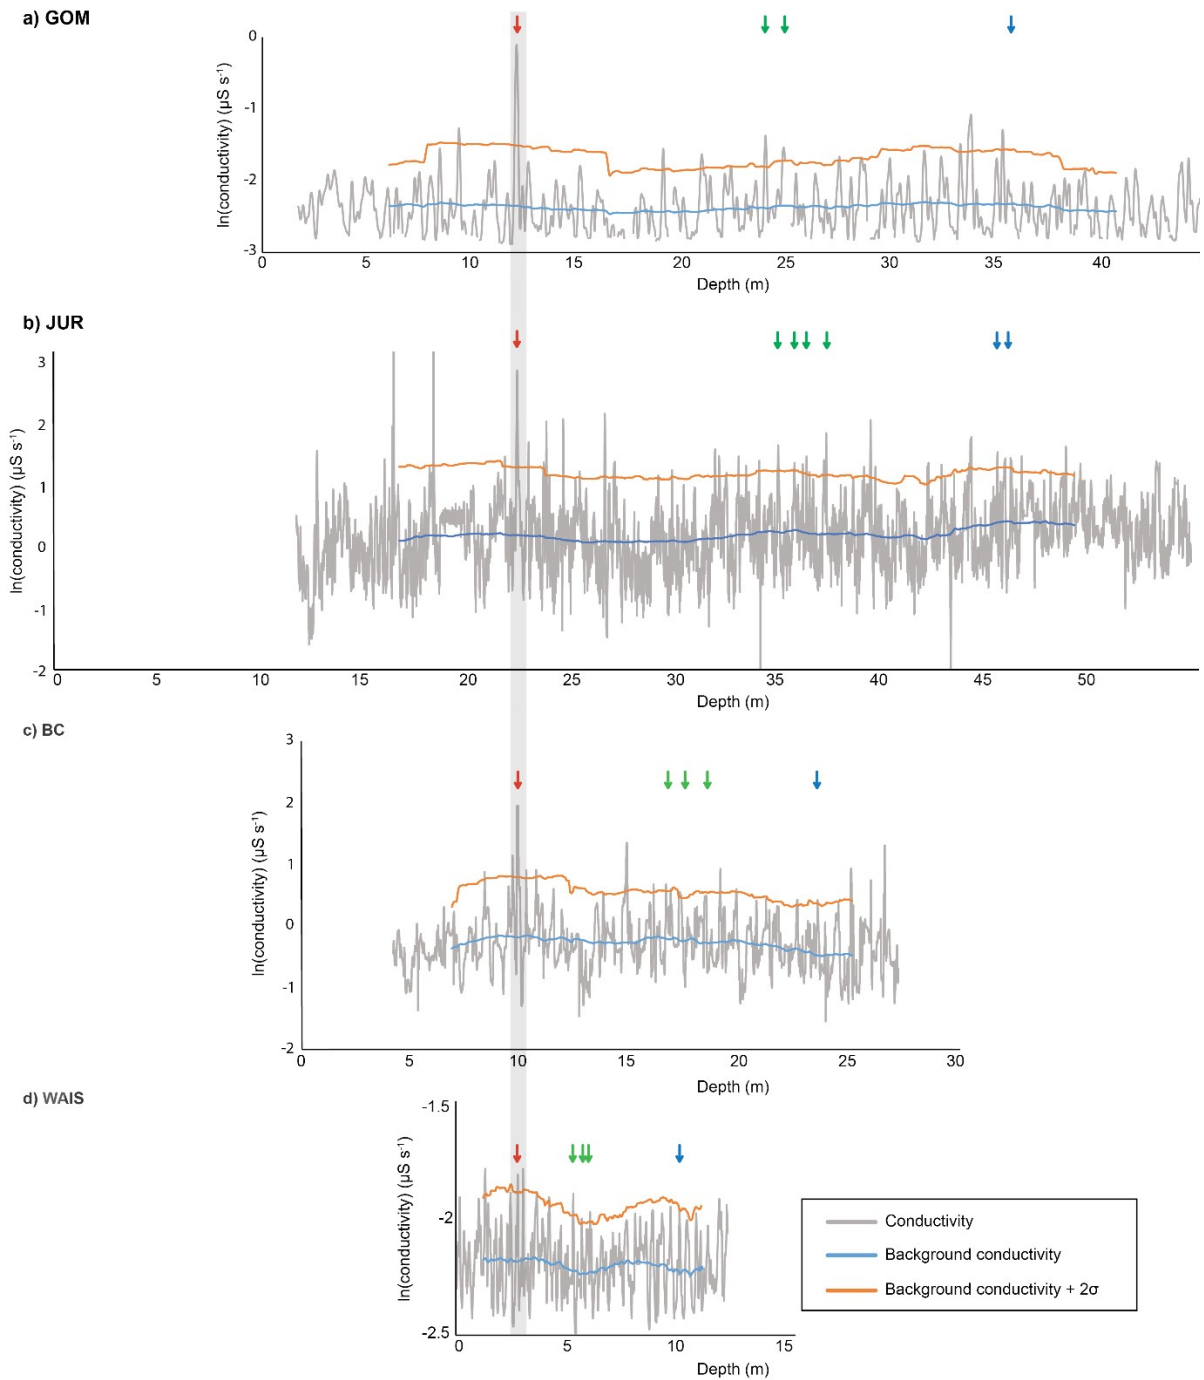 a) GOM
0
-1
-2
-3
ln(conductivity) (µS s⁻¹)
0 5 10 15 20 25 30 35 40
Depth (m)
b) JUR
3
2
1
0
-1
-2
ln(conductivity) (µS s⁻¹)
0 5 10 15 20 25 30 35 40 45 50
Depth (m)
c) BC
3
2
1
0
-1
-2
ln(conductivity) (µS s⁻¹)
0 5 10 15 20 25 30
Depth (m)
d) WAIS
-1.5
-2
-2.5
ln(conductivity) (µS s⁻¹)
0 5 10 15
Depth (m)
Conductivity
Background conductivity
Background conductivity + 2σ